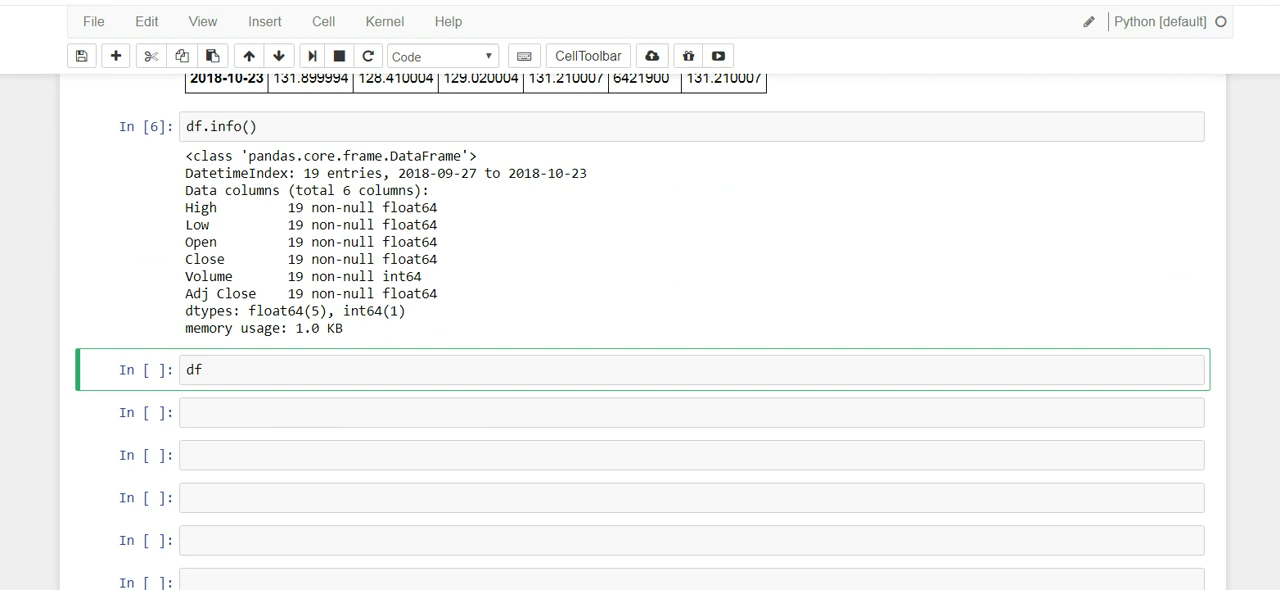 File Edit View Insert Cell Kernel Help Python [default]
Code CellToolbar
2018-10-23 131.899994 128.410004 129.020004 131.210007 6421900 131.210007
In [6]: df.info()
<class 'pandas.core.frame.DataFrame'>
DatetimeIndex: 19 entries, 2018-09-27 to 2018-10-23
Data columns (total 6 columns):
High 19 non-null float64
Low 19 non-null float64
Open 19 non-null float64
Close 19 non-null float64
Volume 19 non-null int64
Adj Close 19 non-null float64
dtypes: float64(5), int64(1)
memory usage: 1.0 KB
In [ ]: df
In [ ]:
In [ ]:
In [ ]:
In [ ]:
In [ ]: